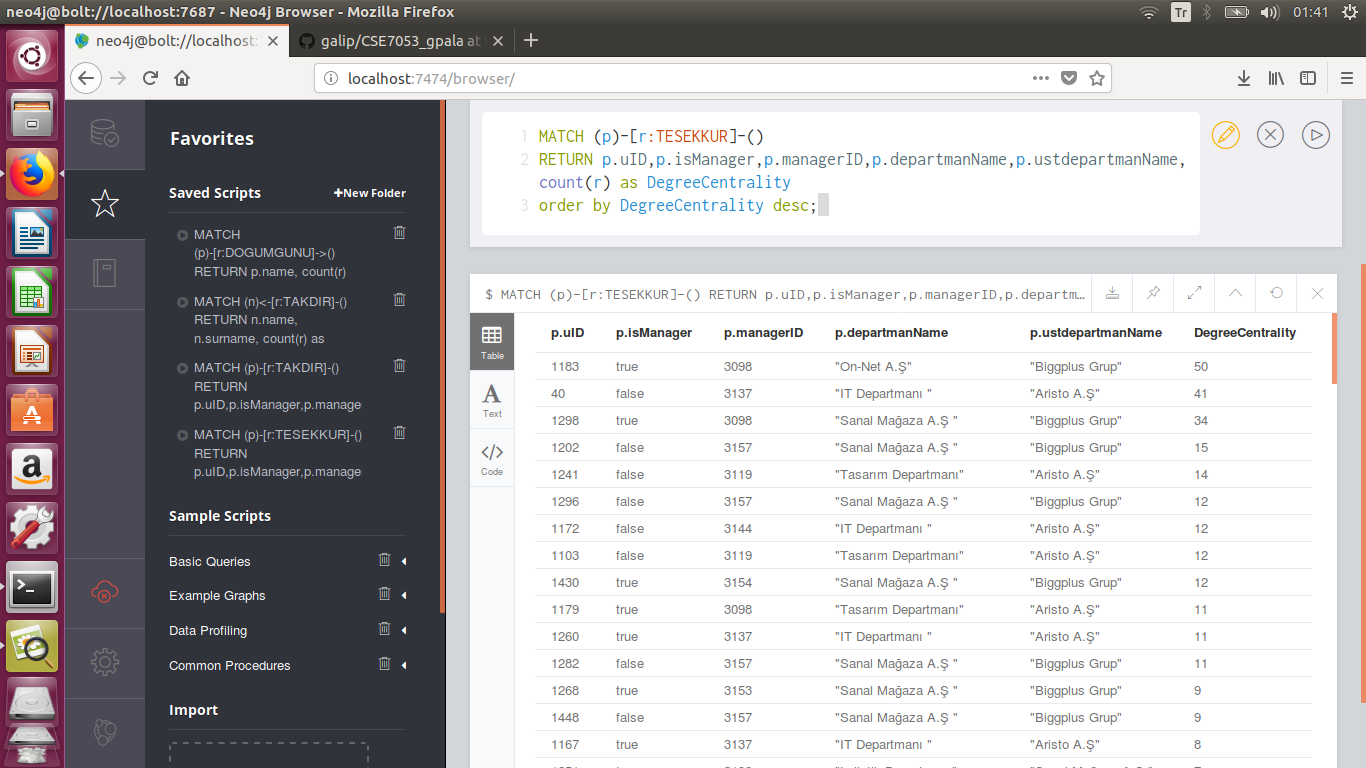 neo4j@bolt://localhost:7687 - Neo4j Browser - Mozilla Firefox
Tr
01:41
neo4j@bolt://localhost:
galip/CSE7053_gpala at
localhost:7474/browser/
Favorites
Saved Scripts
+New Folder
MATCH
(p)-[r:DOGUMGUNU]->()
RETURN p.name, count(r)
MATCH (n)<-[r:TAKDIR]-()
RETURN n.name,
n.surname, count(r) as
MATCH (p)-[r:TAKDIR]-()
RETURN
p.uID,p.isManager,p.manage
MATCH (p)-[r:TESEKKUR]-()
RETURN
p.uID,p.isManager,p.manage
Sample Scripts
Basic Queries
Example Graphs
Data Profiling
Common Procedures
Import
1 MATCH (p)-[r:TESEKKUR]-()
2 RETURN p.uID,p.isManager,p.managerID,p.departmanName,p.ustdepartmanName,
count(r) as DegreeCentrality
3 order by DegreeCentrality desc;
$ MATCH (p)-[r:TESEKKUR]-() RETURN p.uID,p.isManager,p.managerID,p.departm…
Table
Text
Code
p.uID p.isManager p.managerID p.departmanName p.ustdepartmanName DegreeCentrality
1183 true 3098 "On-Net A.Ş" "Biggplus Grup" 50
40 false 3137 "IT Departmanı " "Aristo A.Ş" 41
1298 true 3098 "Sanal Mağaza A.Ş " "Biggplus Grup" 34
1202 false 3157 "Sanal Mağaza A.Ş " "Biggplus Grup" 15
1241 false 3119 "Tasarım Departmanı" "Aristo A.Ş" 14
1296 false 3157 "Sanal Mağaza A.Ş " "Biggplus Grup" 12
1172 false 3144 "IT Departmanı " "Aristo A.Ş" 12
1103 false 3119 "Tasarım Departmanı" "Aristo A.Ş" 12
1430 true 3154 "Sanal Mağaza A.Ş " "Biggplus Grup" 12
1179 true 3098 "Tasarım Departmanı" "Aristo A.Ş" 11
1260 true 3137 "IT Departmanı " "Aristo A.Ş" 11
1282 false 3157 "Sanal Mağaza A.Ş " "Biggplus Grup" 11
1268 true 3153 "Sanal Mağaza A.Ş " "Biggplus Grup" 9
1448 false 3157 "Sanal Mağaza A.Ş " "Biggplus Grup" 9
1167 true 3137 "IT Departmanı " "Aristo A.Ş" 8